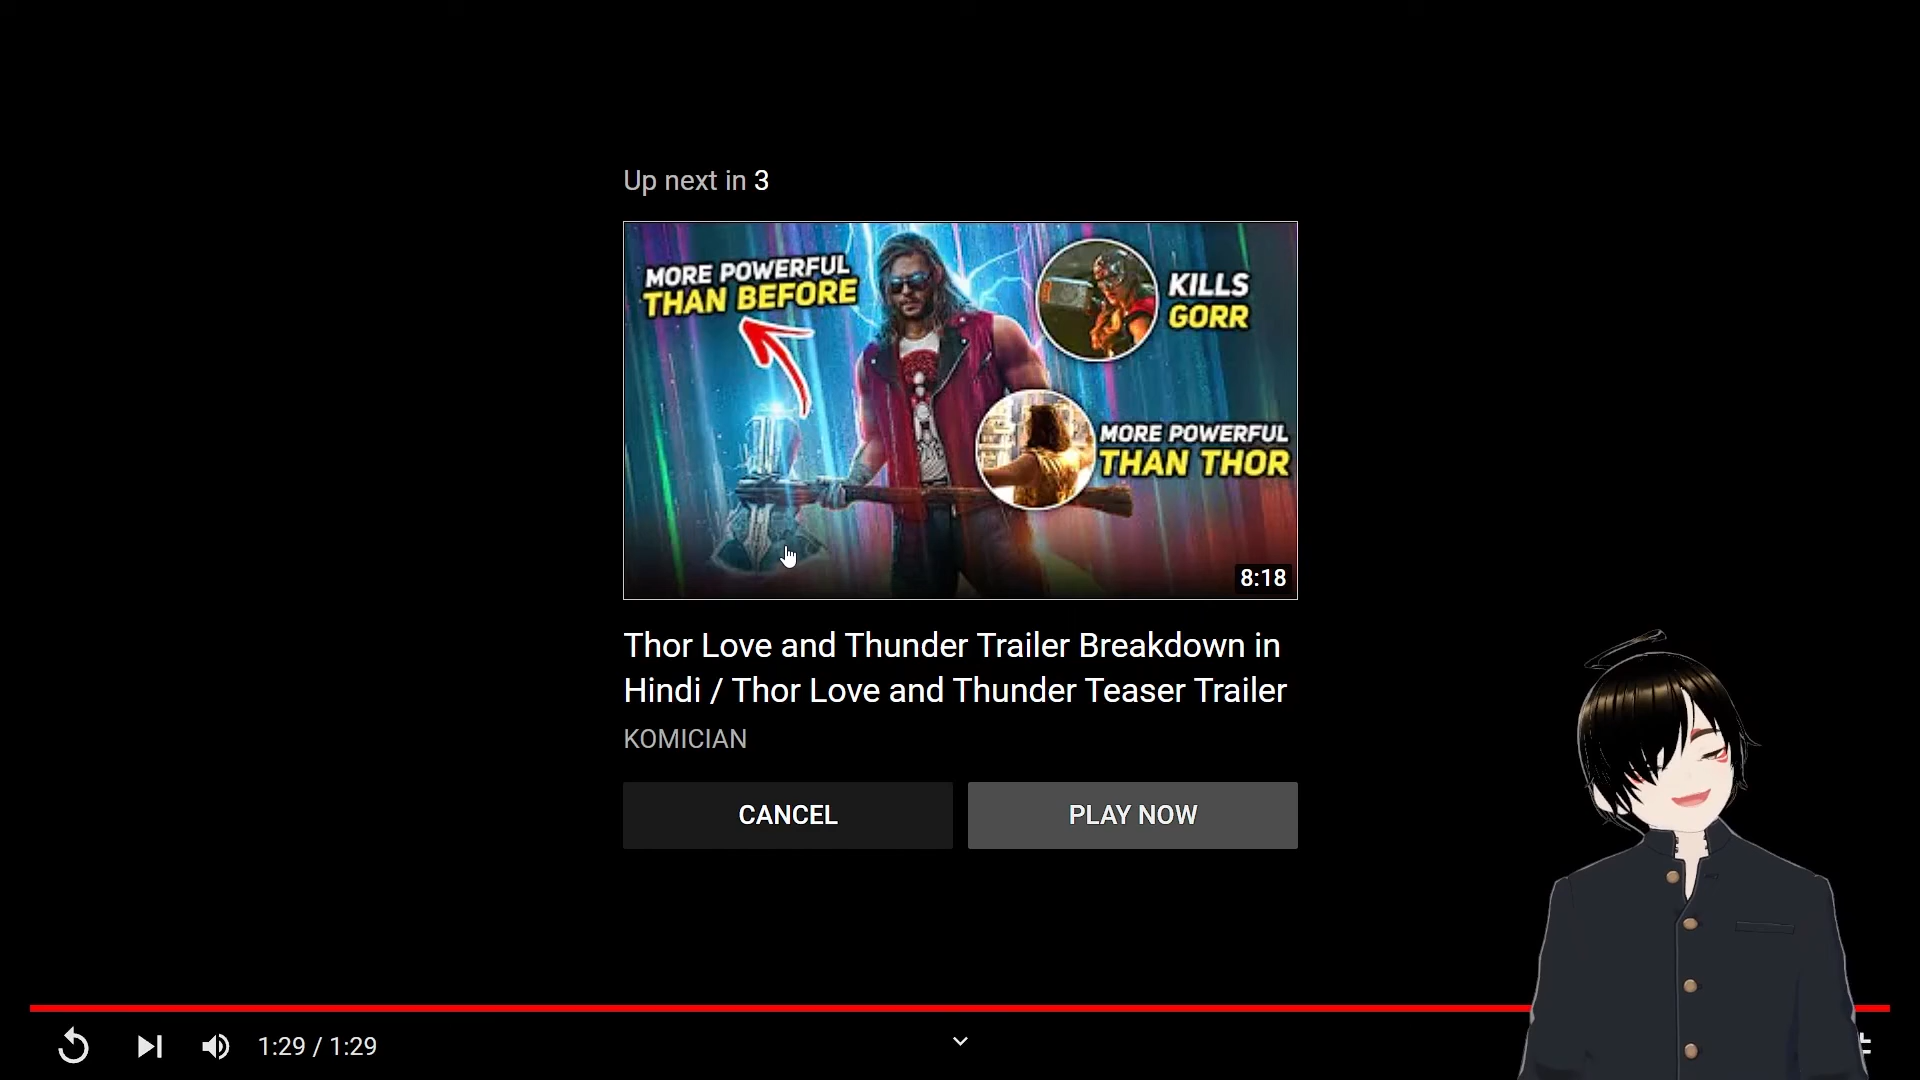 Up next in 3
MORE POWERFUL
THAN BEFORE
KILLS
GORR
MORE POWERFUL
THAN THOR
8:18
Thor Love and Thunder Trailer Breakdown in
Hindi / Thor Love and Thunder Teaser Trailer
KOMICIAN
CANCEL
PLAY NOW
1:29 / 1:29